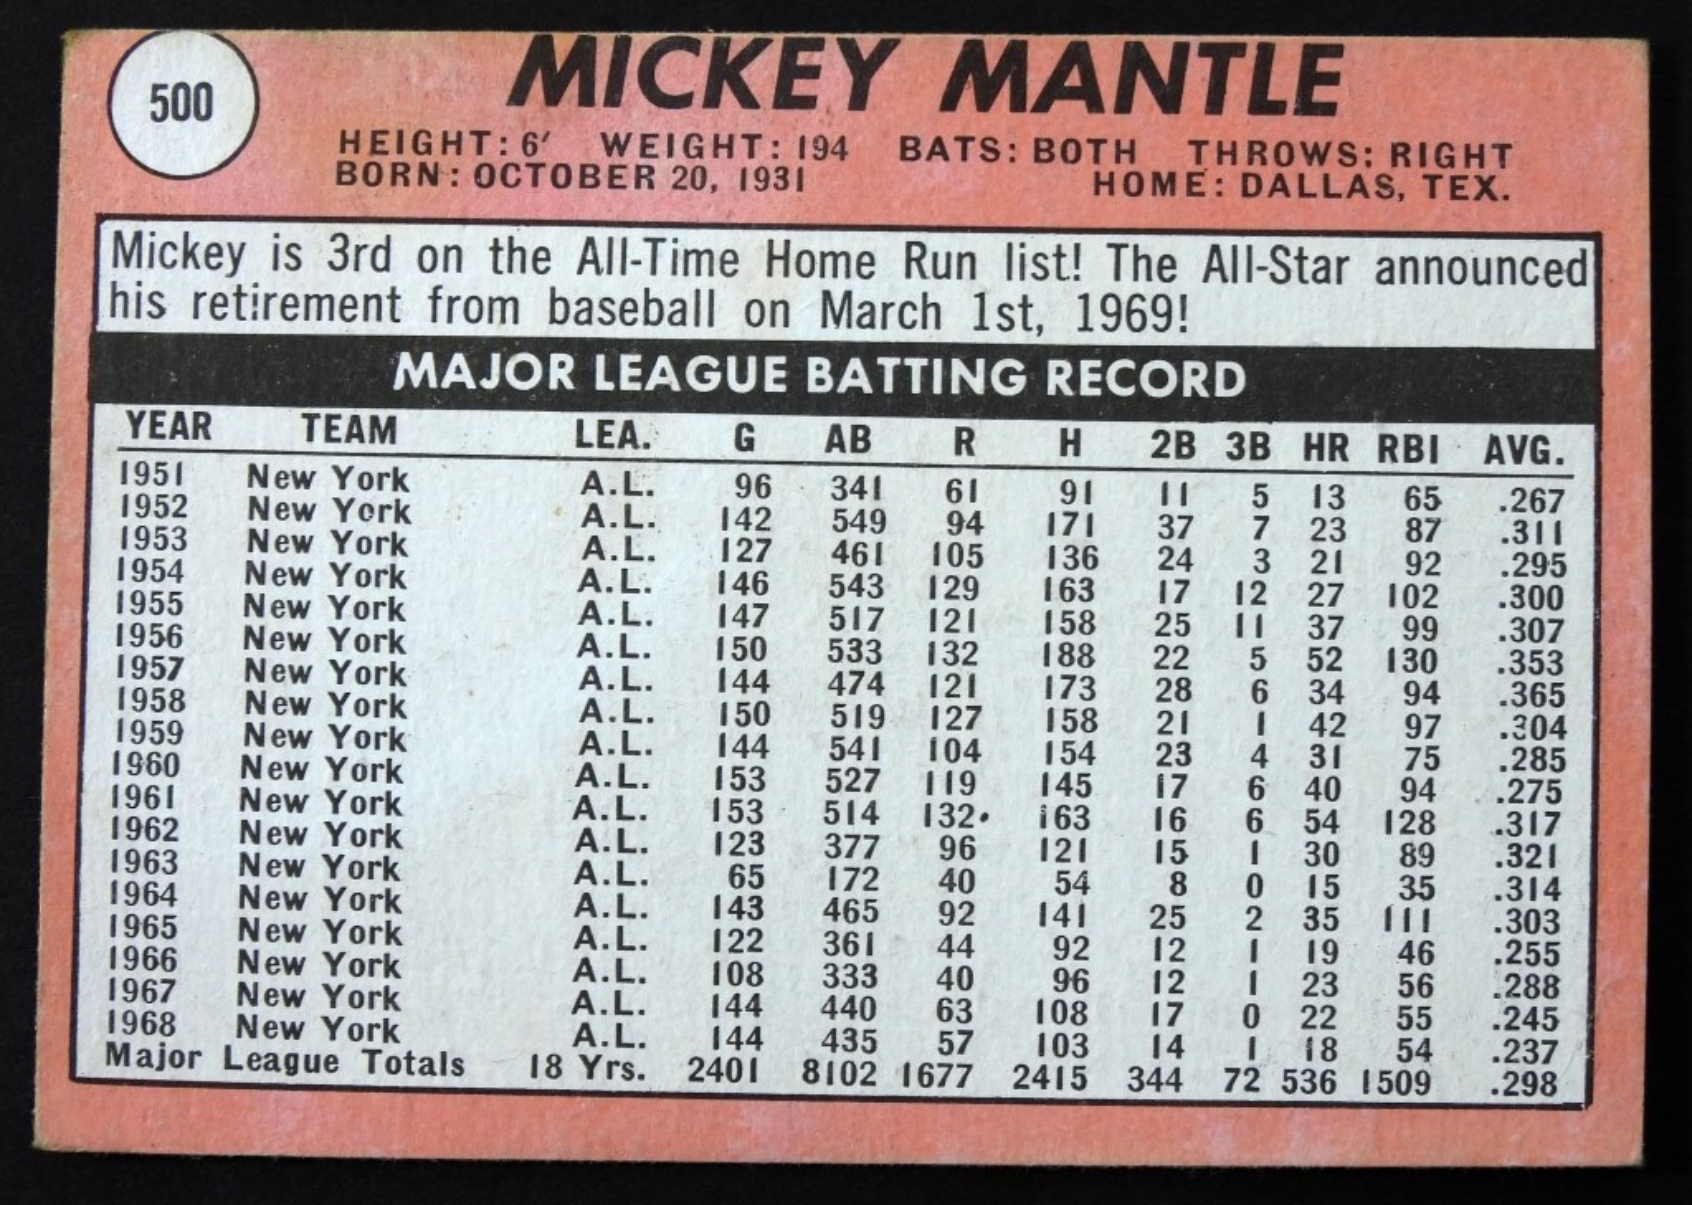 500
MICKEY MANTLE
HEIGHT: 6′ WEIGHT: 194 BATS: BOTH THROWS: RIGHT
BORN: OCTOBER 20, 1931 HOME: DALLAS, TEX.
Mickey is 3rd on the All-Time Home Run list! The All-Star announced
his retirement from baseball on March 1st, 1969!
MAJOR LEAGUE BATTING RECORD
YEAR TEAM LEA. G AB R H 2B 3B HR RBI AVG.
1951 New York A.L. 96 341 61 91 11 5 13 65 .267
1952 New York A.L. 142 549 94 171 37 7 23 87 .311
1953 New York A.L. 127 461 105 136 24 3 21 92 .295
1954 New York A.L. 146 543 129 163 17 12 27 102 .300
1955 New York A.L. 147 517 121 158 25 11 37 99 .307
1956 New York A.L. 150 533 132 188 22 5 52 130 .353
1957 New York A.L. 144 474 121 173 28 6 34 94 .365
1958 New York A.L. 150 519 127 158 21 1 42 97 .304
1959 New York A.L. 144 541 104 154 23 4 31 75 .285
1960 New York A.L. 153 527 119 145 17 6 40 94 .275
1961 New York A.L. 153 514 132 163 16 6 54 128 .317
1962 New York A.L. 123 377 96 121 15 1 30 89 .321
1963 New York A.L. 65 172 40 54 8 0 15 35 .314
1964 New York A.L. 143 465 92 141 25 2 35 111 .303
1965 New York A.L. 122 361 44 92 12 1 19 46 .255
1966 New York A.L. 108 333 40 96 12 1 23 56 .288
1967 New York A.L. 144 440 63 108 17 0 22 55 .245
1968 New York A.L. 144 435 57 103 14 1 18 54 .237
Major League Totals 18 Yrs. 2401 8102 1677 2415 344 72 536 1509 .298